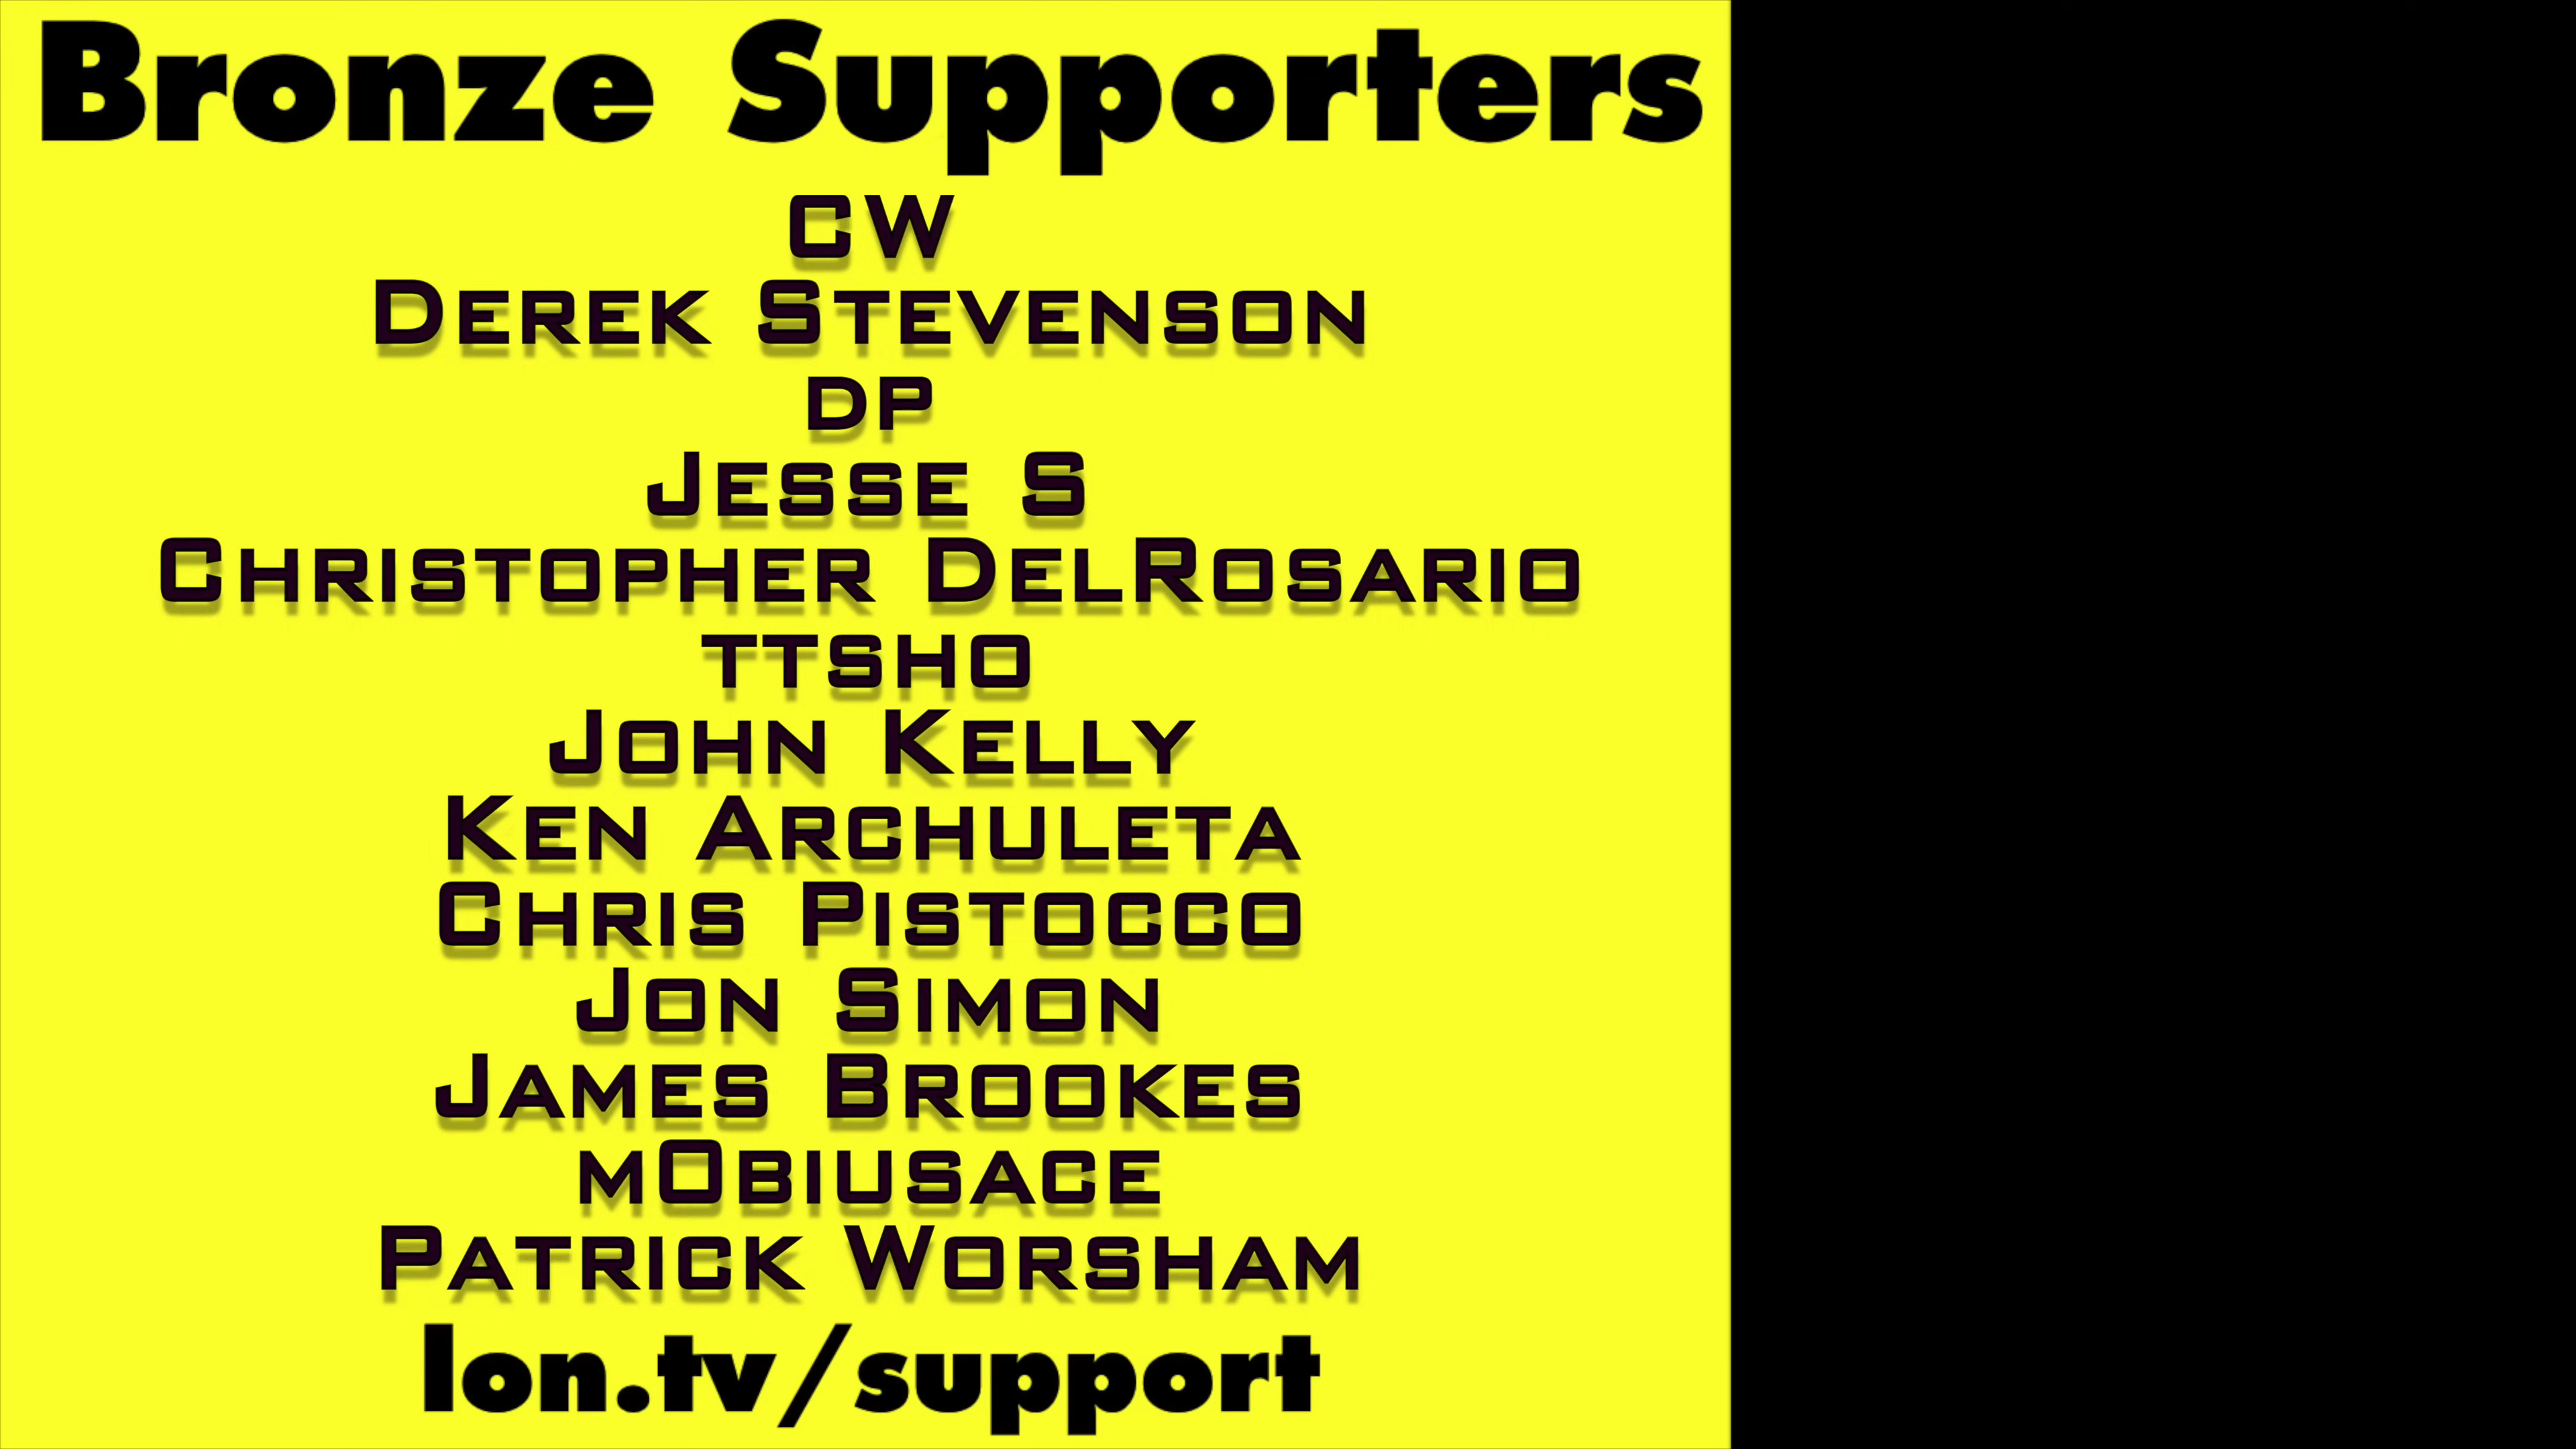 Bronze Supporters
CW
Derek Stevenson
dp
Jesse S
Christopher DelRosario
ttsho
John Kelly
Ken Archuleta
Chris Pistocco
Jon Simon
James Brookes
m0biusace
Patrick Worsham
lon.tv/support